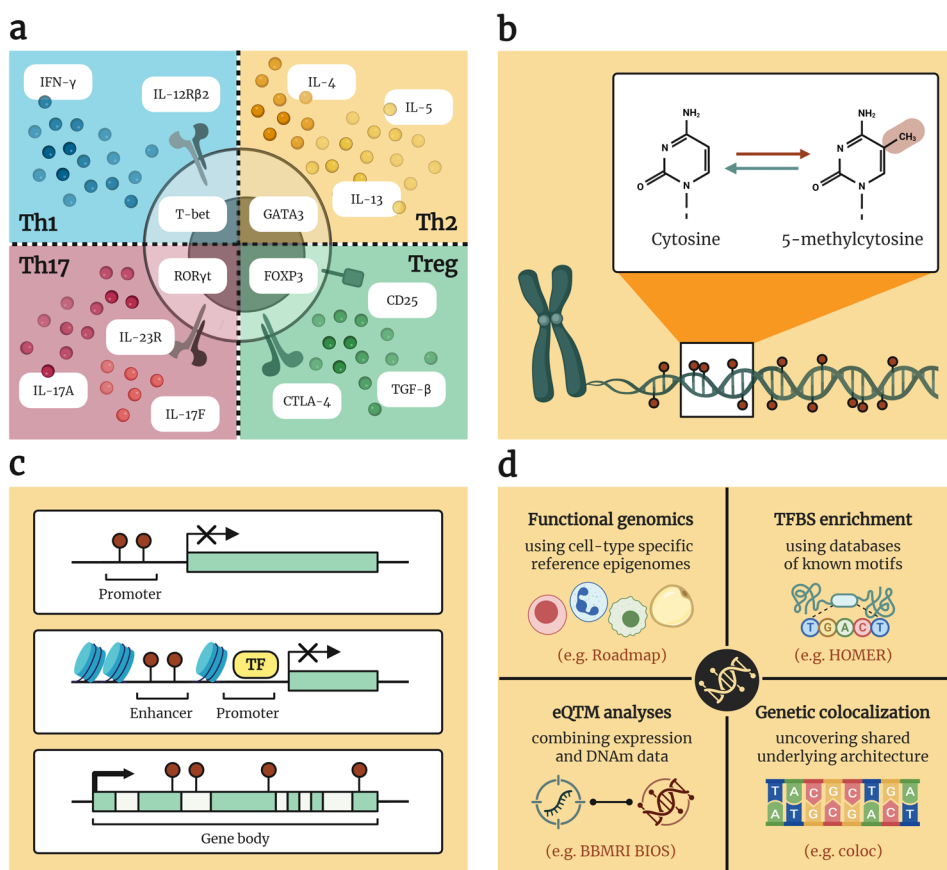 a
IFN-γ
IL-12Rβ2
T-bet
Th1
IL-4
IL-5
IL-13
GATA3
Th2
Th17
RORγt
IL-23R
IL-17A
IL-17F
Treg
FOXP3
CD25
CTLA-4
TGF-β
b
NH₂
N
O
N
Cytosine
NH₂
CH₃
N
O
N
5-methylcytosine
c
Promoter
TF
Enhancer
Promoter
Gene body
d
Functional genomics
using cell-type specific
reference epigenomes
(e.g. Roadmap)
TFBS enrichment
using databases
of known motifs
TGACT
(e.g. HOMER)
eQTM analyses
combining expression
and DNAm data
(e.g. BBMRI BIOS)
Genetic colocalization
uncovering shared
underlying architecture
TACGCTGA
ATGCGACT
(e.g. coloc)